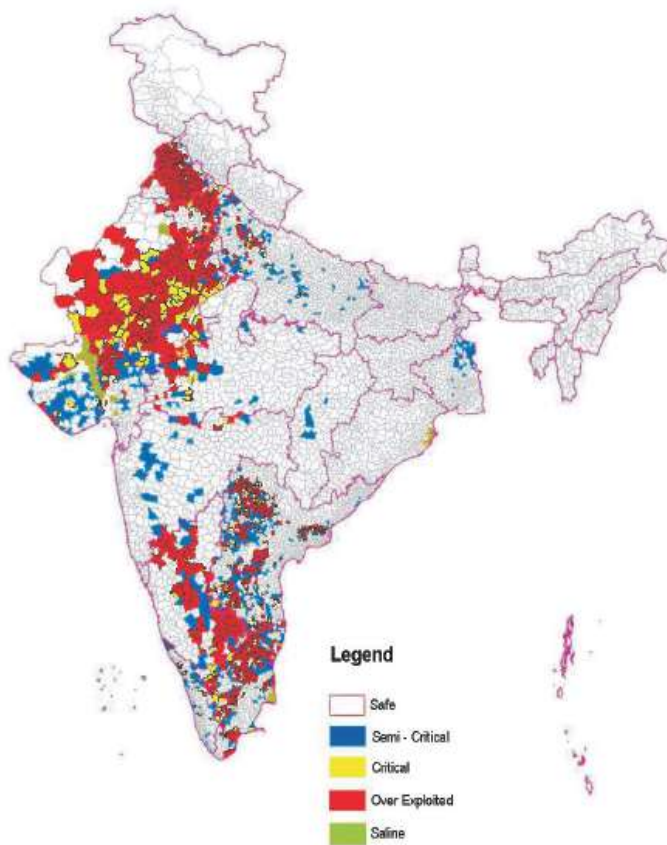 Legend
Safe
Semi - Critical
Critical
Over Exploited
Saline